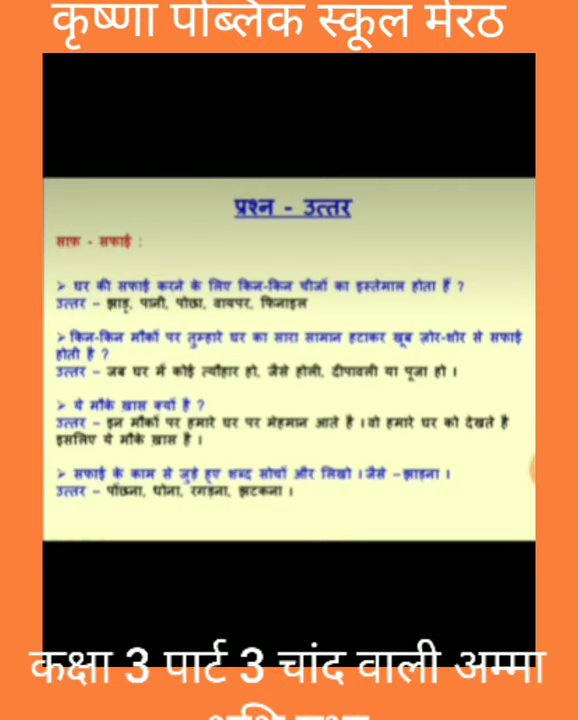 कृष्णा पब्लिक स्कूल मेरठ
प्रश्न - उत्तर
साफ़ - सफाई :
➢ घर की सफाई करने के लिए किन-किन चीजों का इस्तेमाल होता हैं ?
उत्तर – झाड़ू, पानी, पोछा, वायपर, फिनाइल
➢ किन-किन मौकों पर तुम्हारे घर का सारा सामान हटाकर खूब ज़ोर-शोर से सफाई
होती है ?
उत्तर – जब घर में कोई त्यौहार हो, जैसे होली, दीपावली या पूजा हो ।
➢ ये मौके ख़ास क्यों है ?
उत्तर – इन मौकों पर हमारे घर पर मेहमान आते है । वो हमारे घर को देखते है
इसलिए ये मौके ख़ास है ।
➢ सफाई के काम से जुड़े हुए शब्द सोचों और लिखो । जैसे –झाड़ना ।
उत्तर – पोंछना, धोना, रगड़ना, झटकना ।
कक्षा 3 पार्ट 3 चांद वाली अम्मा